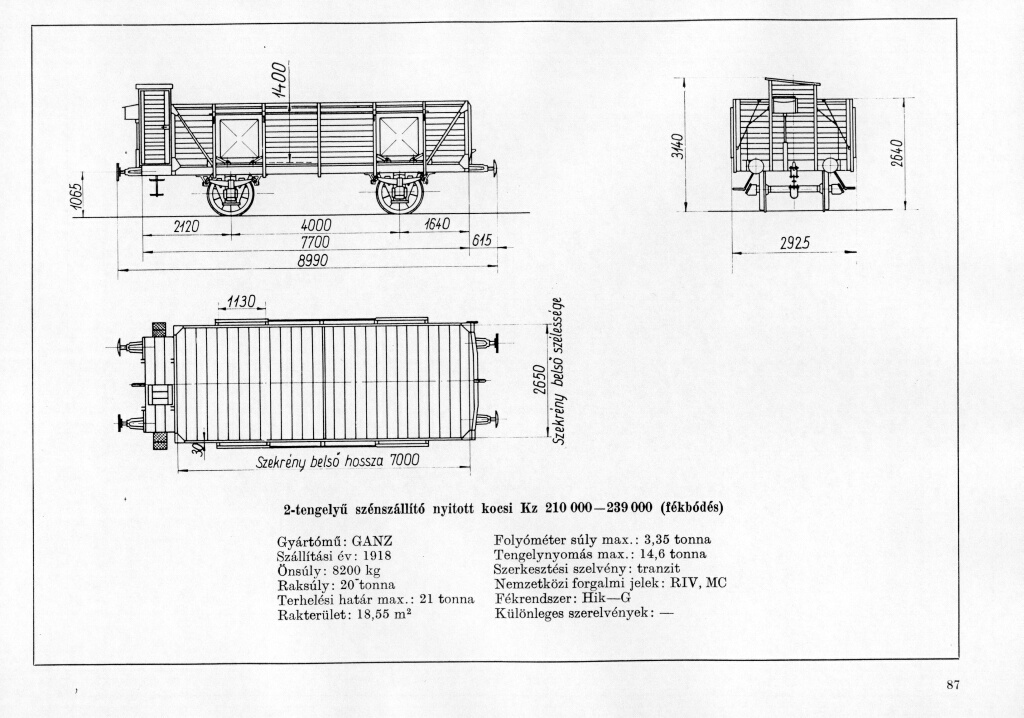 1400
1065
2120 4000 1640
7700 615
8990
3140
2640
2925
1130
2650
Szekrény belső szélessége
30
Szekrény belső hossza 7000
2-tengelyű szénszállító nyitott kocsi Kz 210 000—239 000 (fékbódés)
Gyártómű: GANZ
Szállítási év: 1918
Önsúly: 8200 kg
Raksúly: 20 tonna
Terhelési határ max.: 21 tonna
Rakterület: 18,55 m²
Folyóméter súly max.: 3,35 tonna
Tengelynyomás max.: 14,6 tonna
Szerkesztési szelvény: tranzit
Nemzetközi forgalmi jelek: RIV, MC
Fékrendszer: Hik—G
Különleges szerelvények: —
87